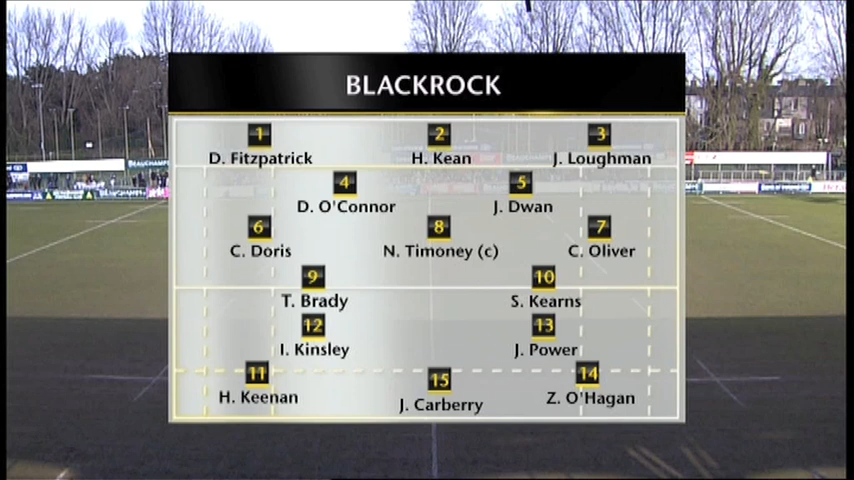 BLACKROCK
1 2 3
D. Fitzpatrick H. Kean J. Loughman
4 5
D. O'Connor J. Dwan
6 8 7
C. Doris N. Timoney (c) C. Oliver
9 10
T. Brady S. Kearns
12 13
I. Kinsley J. Power
11 15 14
H. Keenan J. Carberry Z. O'Hagan
BEAUCHAMPS